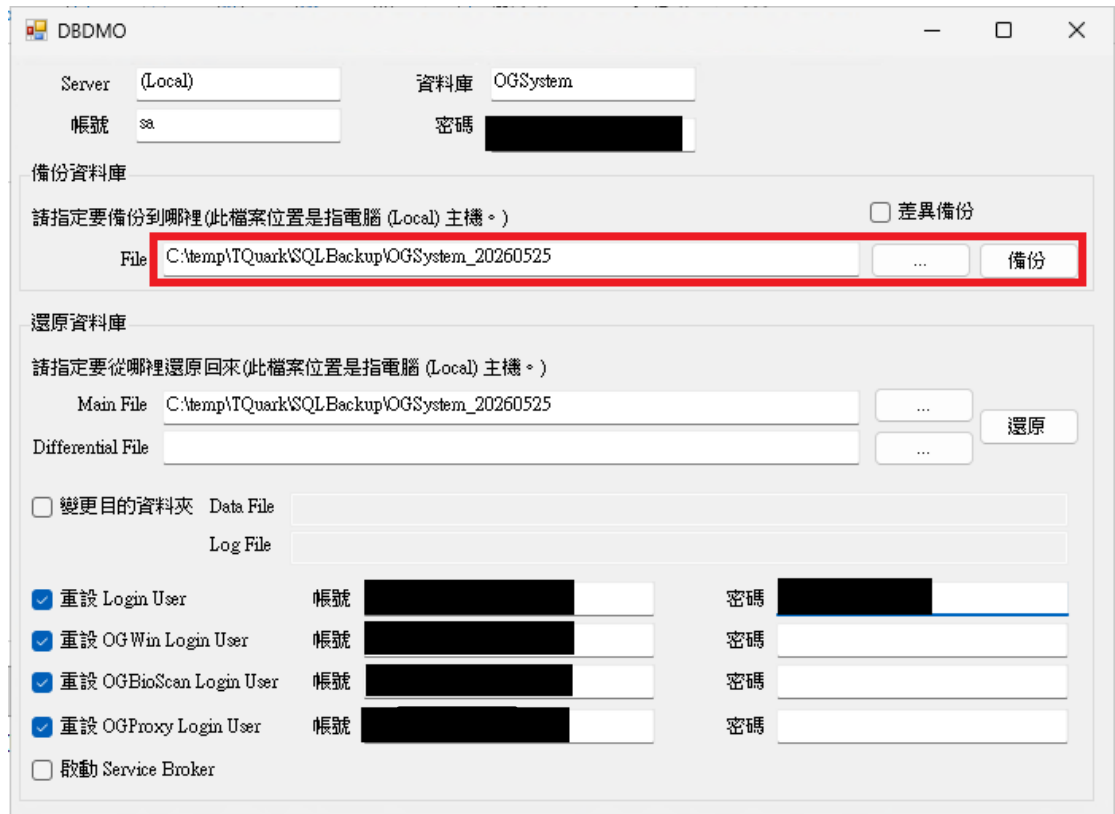 DBDMO
Server (Local) 資料庫 OGSystem
帳號 sa 密碼
備份資料庫
請指定要備份到哪裡(此檔案位置是指電腦 (Local) 主機。) 差異備份
File C:\temp\TQuark\SQLBackup\OGSystem_20260525 ... 備份
還原資料庫
請指定要從哪裡還原回來(此檔案位置是指電腦 (Local) 主機。)
Main File C:\temp\TQuark\SQLBackup\OGSystem_20260525 ... 還原
Differential File ...
變更目的資料夾 Data File
Log File
重設 Login User 帳號 密碼
重設 OGWin Login User 帳號 密碼
重設 OGBioScan Login User 帳號 密碼
重設 OGProxy Login User 帳號 密碼
啟動 Service Broker